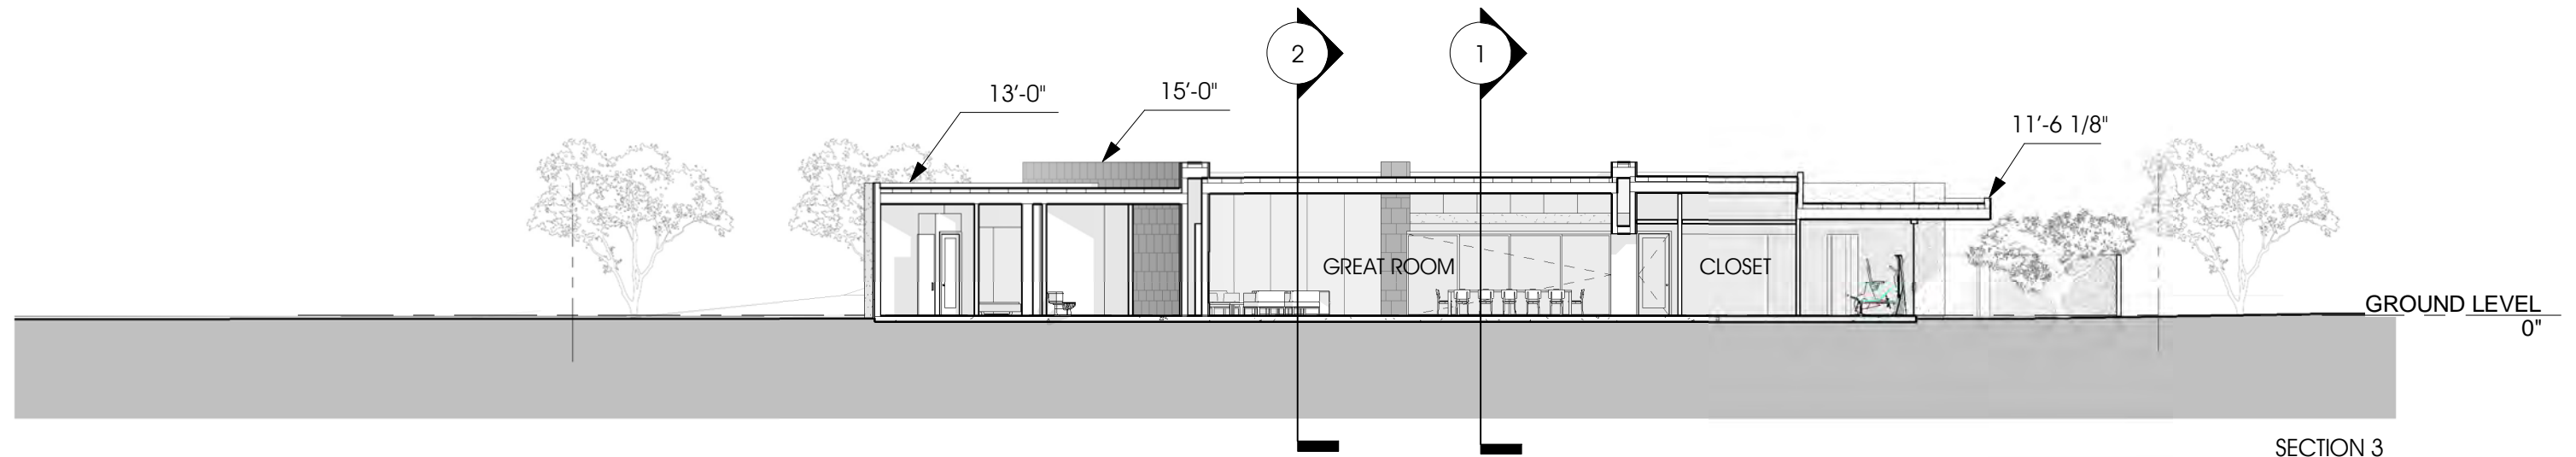 2
1
13'-0"
15'-0"
11'-6 1/8"
GREAT ROOM
CLOSET
GROUND LEVEL
0"
SECTION 3